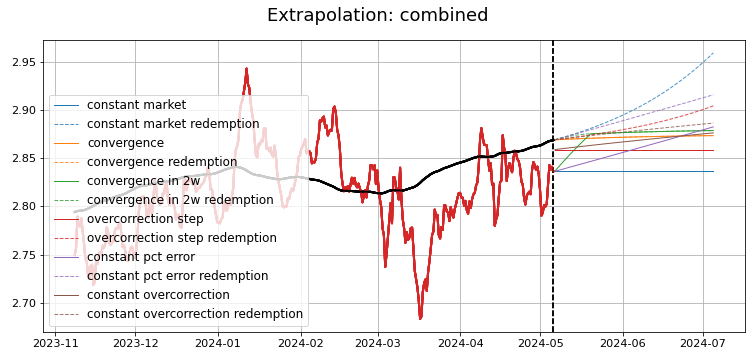 Extrapolation: combined
2.95
2.90
2.85
2.80
2.75
2.70
constant market
constant market redemption
convergence
convergence redemption
convergence in 2w
convergence in 2w redemption
overcorrection step
overcorrection step redemption
constant pct error
constant pct error redemption
constant overcorrection
constant overcorrection redemption
2023-11
2023-12
2024-01
2024-02
2024-03
2024-04
2024-05
2024-06
2024-07